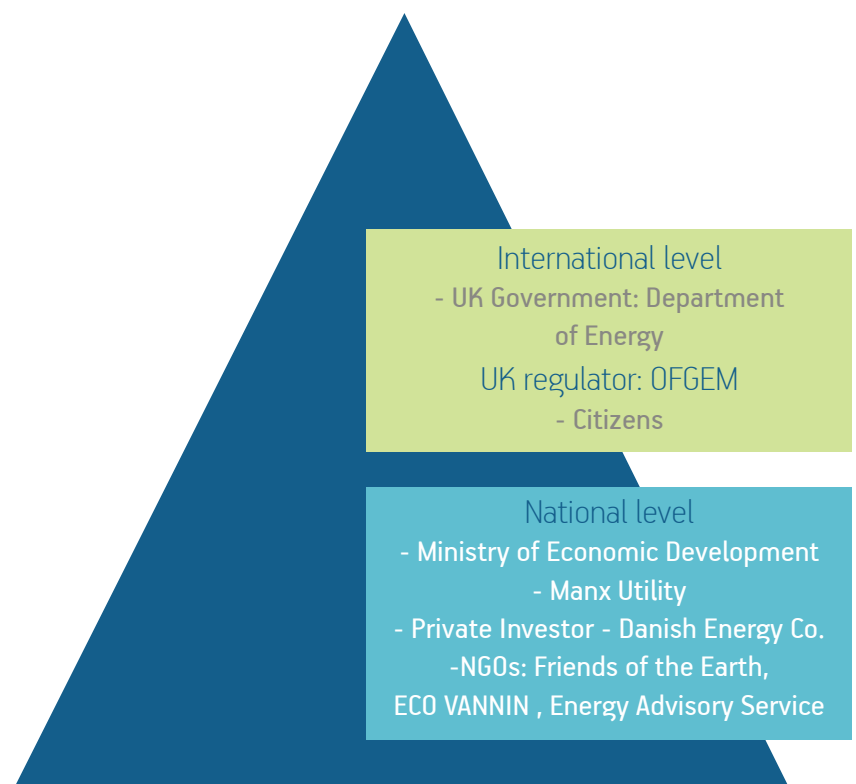 International level
- UK Government: Department
of Energy
UK regulator: OFGEM
- Citizens
National level
- Ministry of Economic Development
- Manx Utility
- Private Investor - Danish Energy Co.
-NGOs: Friends of the Earth,
ECO VANNIN , Energy Advisory Service